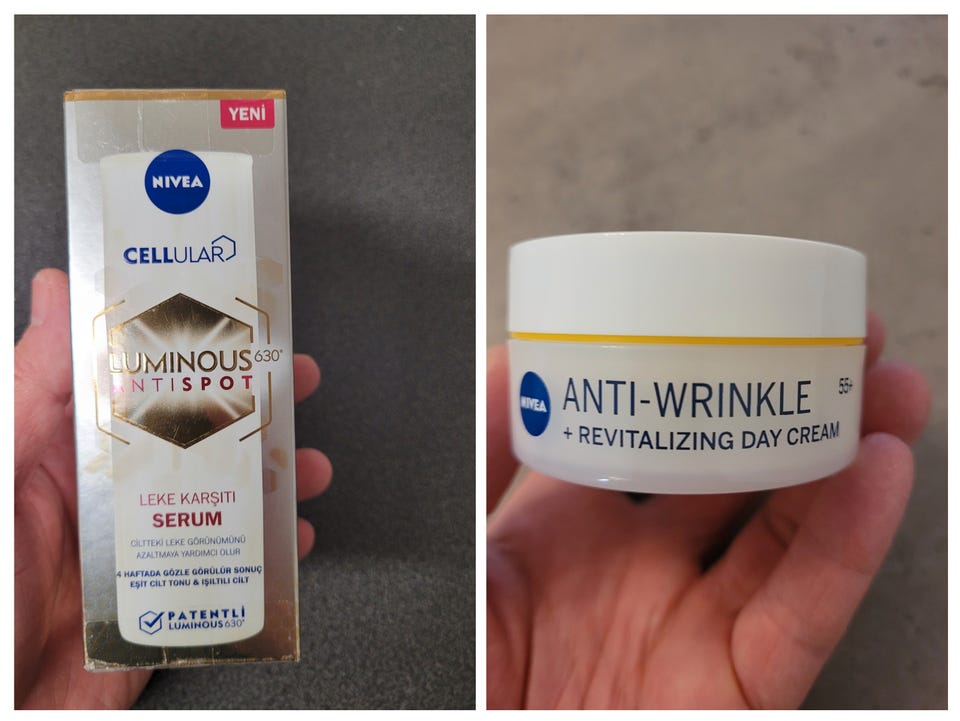 YENİ
NIVEA
CELLULAR
LUMINOUS630®
ANTISPOT
LEKE KARŞITI
SERUM
CİLTTEKİ LEKE GÖRÜNÜMÜNÜ
AZALTMAYA YARDIMCI OLUR
4 HAFTADA GÖZLE GÖRÜLÜR SONUÇ
EŞİT CİLT TONU & IŞILTILI CİLT
PATENTLİ
LUMINOUS630®
NIVEA
ANTI-WRINKLE 55+
+ REVITALIZING DAY CREAM